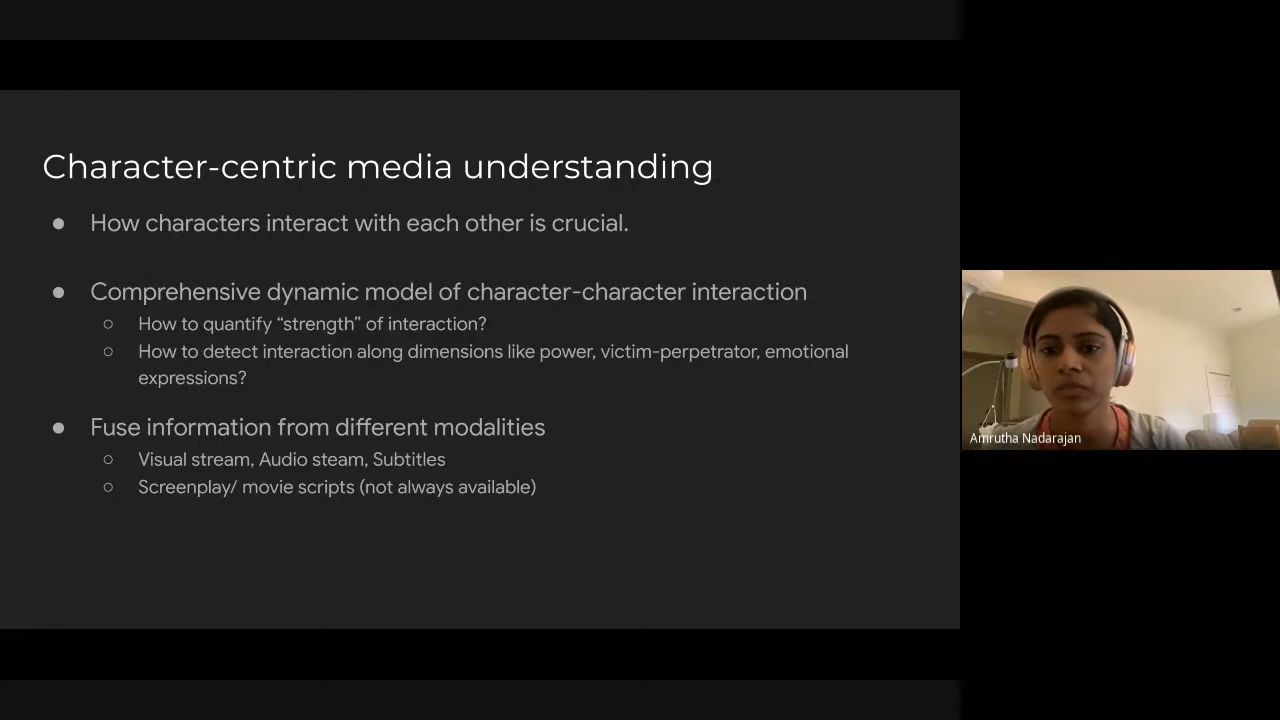 Character-centric media understanding
● How characters interact with each other is crucial.
● Comprehensive dynamic model of character-character interaction
○ How to quantify “strength” of interaction?
○ How to detect interaction along dimensions like power, victim-perpetrator, emotional
expressions?
● Fuse information from different modalities
○ Visual stream, Audio steam, Subtitles
○ Screenplay/ movie scripts (not always available)
Amrutha Nadarajan